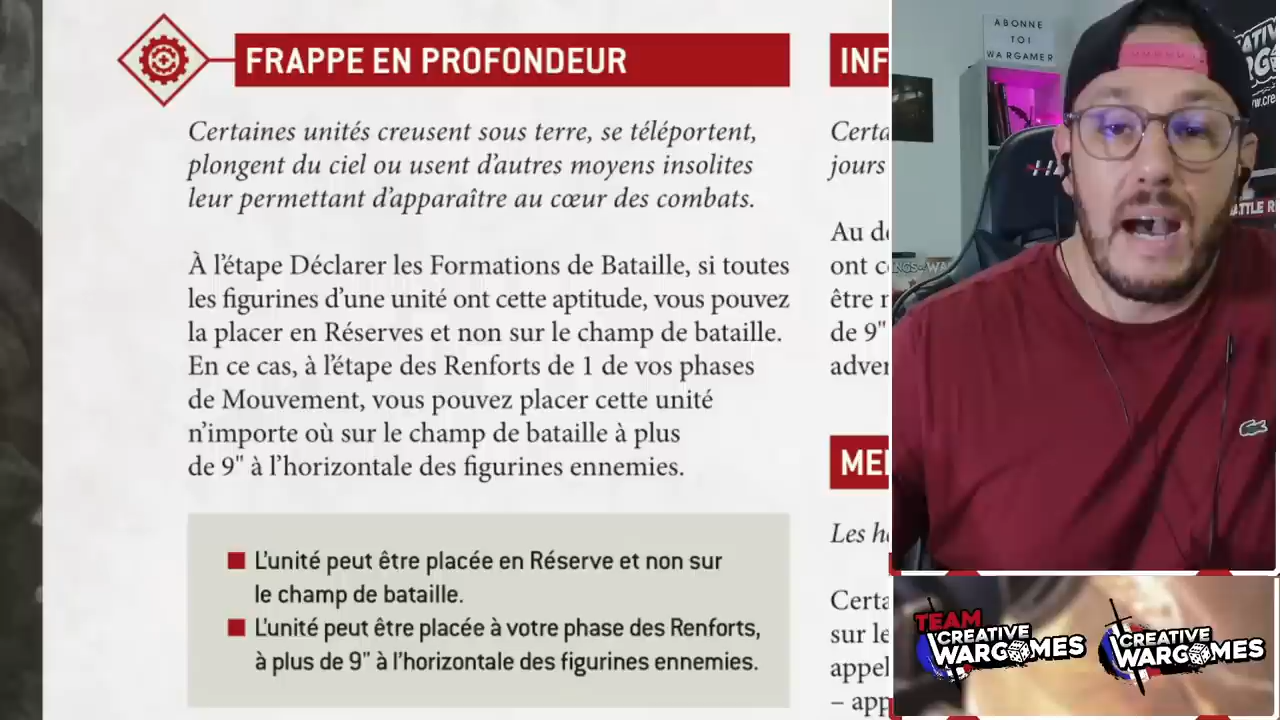 FRAPPE EN PROFONDEUR
Certaines unités creusent sous terre, se téléportent,
plongent du ciel ou usent d'autres moyens insolites
leur permettant d'apparaître au cœur des combats.
À l'étape Déclarer les Formations de Bataille, si toutes
les figurines d'une unité ont cette aptitude, vous pouvez
la placer en Réserves et non sur le champ de bataille.
En ce cas, à l'étape des Renforts de 1 de vos phases
de Mouvement, vous pouvez placer cette unité
n'importe où sur le champ de bataille à plus
de 9" à l'horizontale des figurines ennemies.
■ L'unité peut être placée en Réserve et non sur
le champ de bataille.
■ L'unité peut être placée à votre phase des Renforts,
à plus de 9" à l'horizontale des figurines ennemies.
INF
Certa
jours
Au de
ont c
être r
de 9"
adver
ME
Les h
Certa
sur le
appel
– app
ABONNE
TOI
WARGAMER
TEAM
CREATIVE
WARGAMES
CREATIVE
WARGAMES